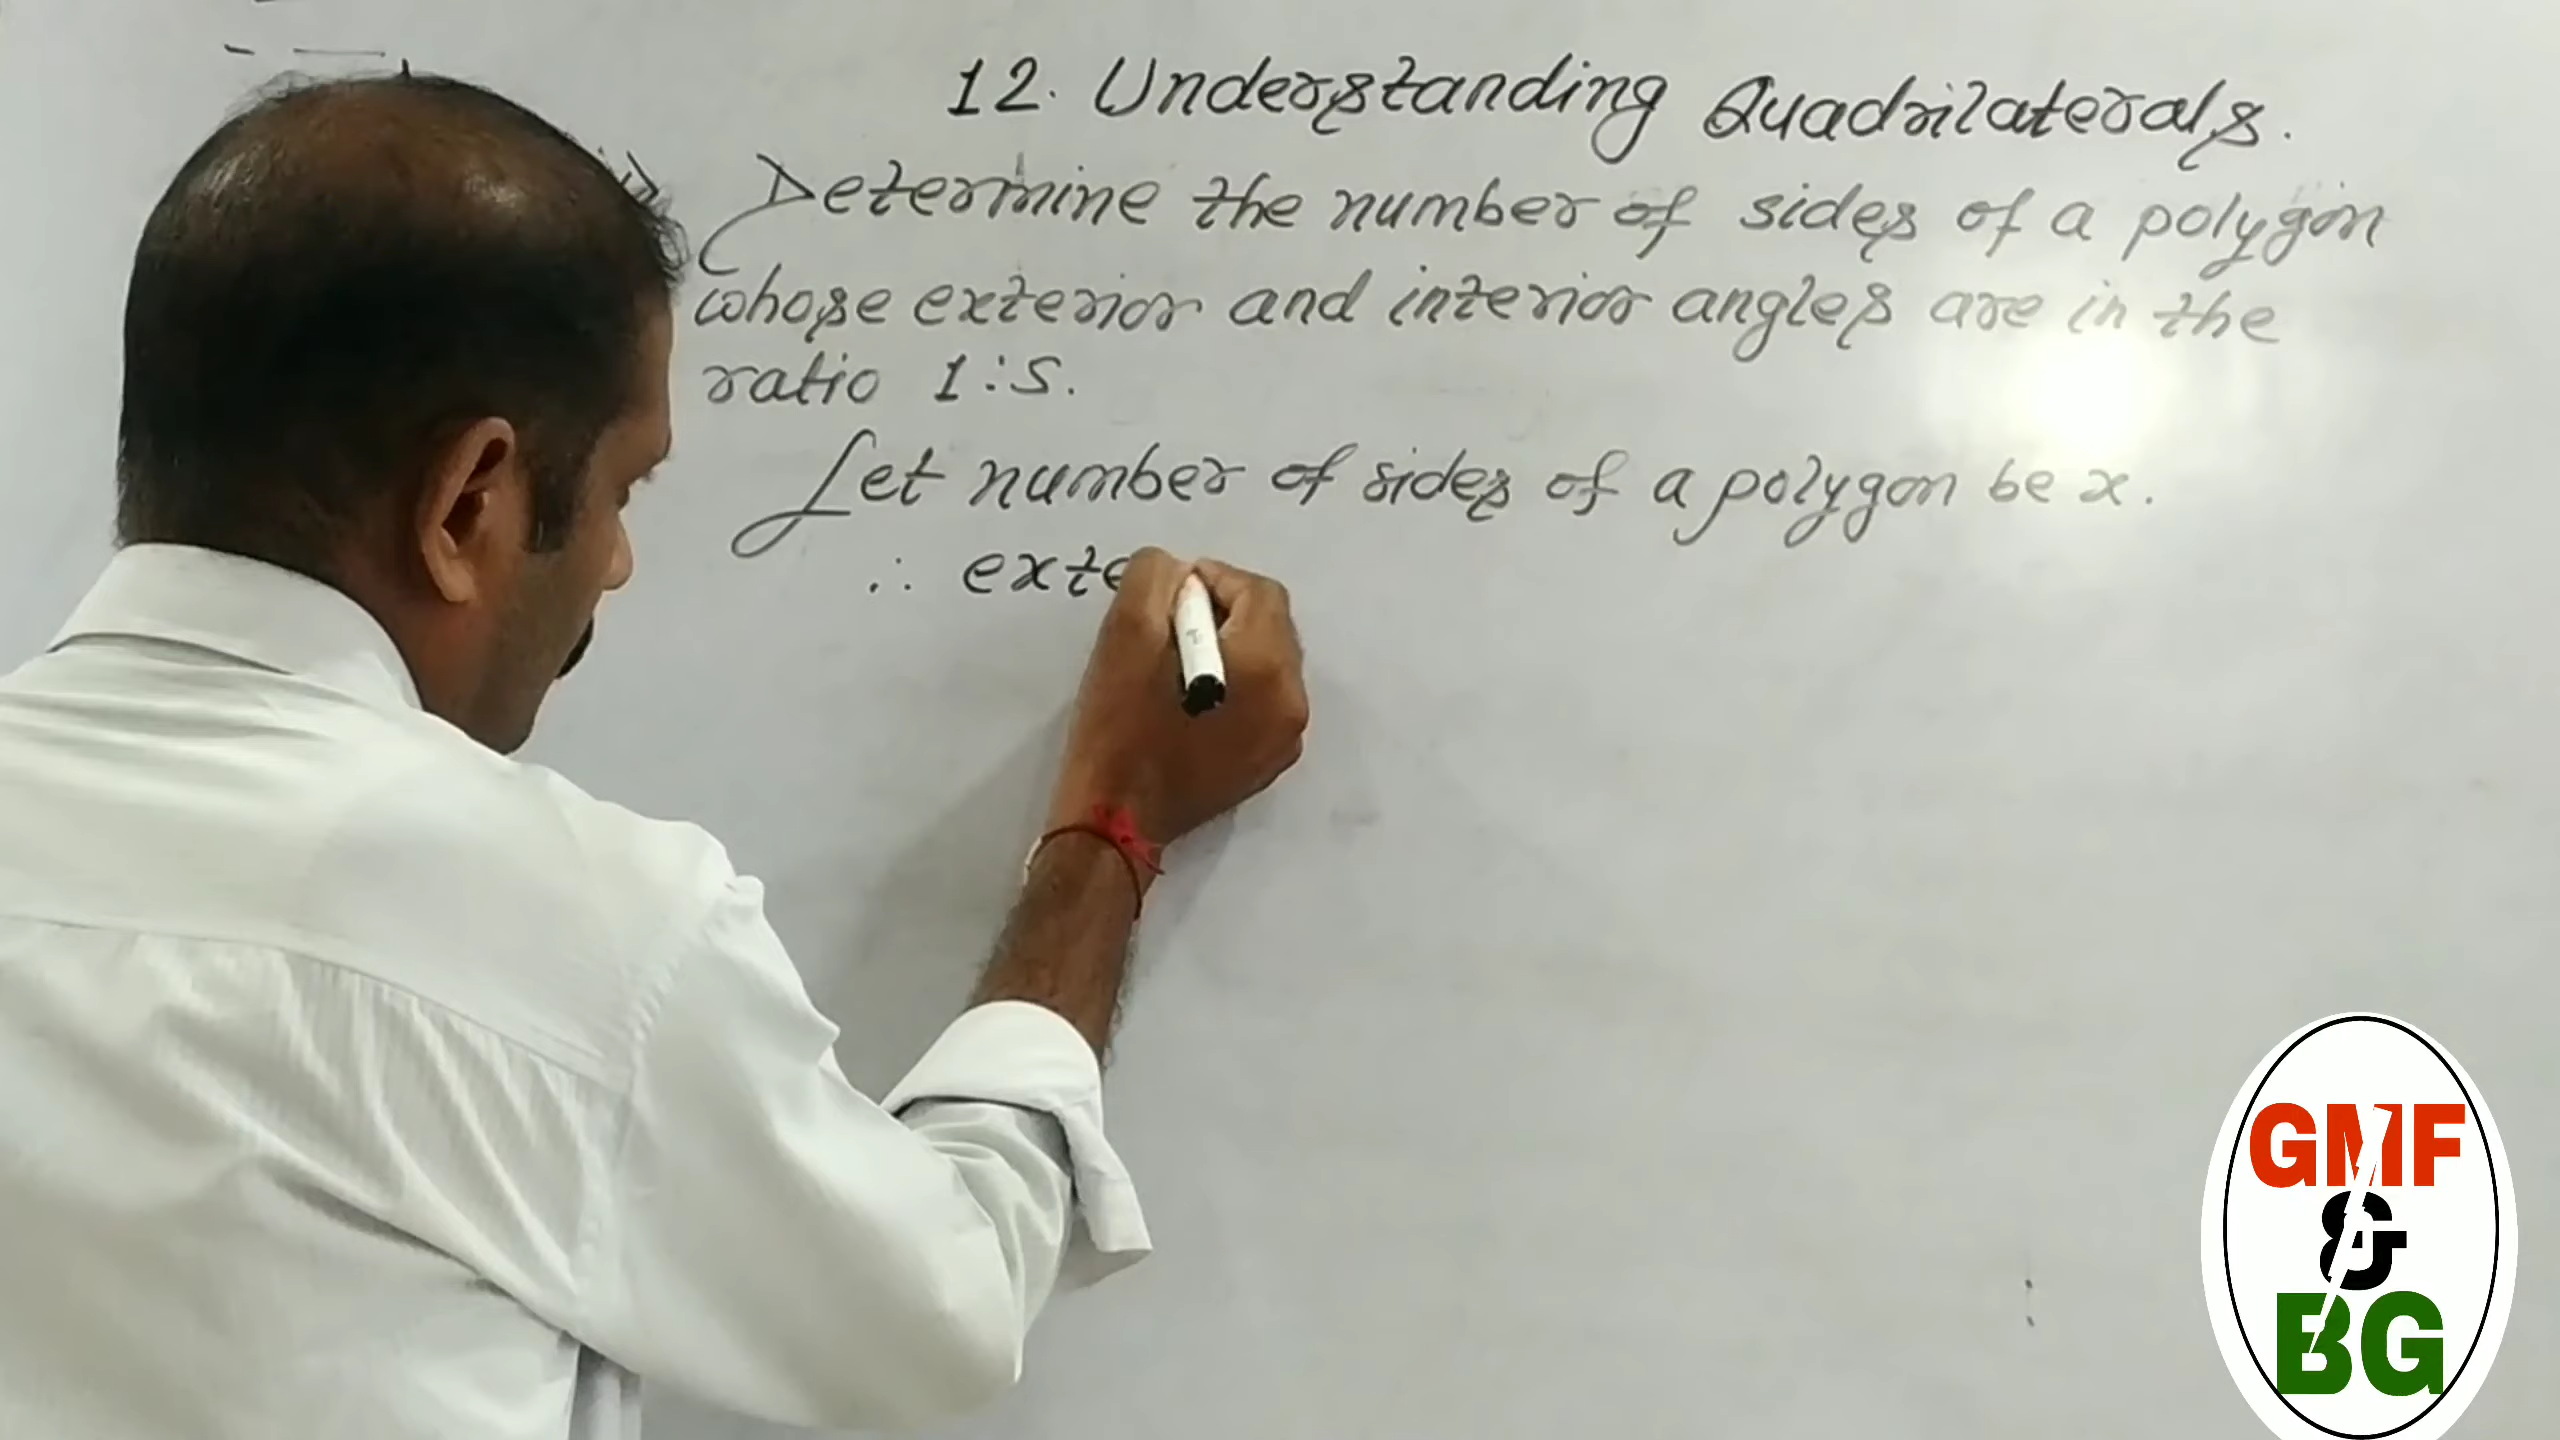 12. Understanding Quadrilaterals.
Determine the number of sides of a polygon
whose exterior and interior angles are in the
ratio 1:5.
Let number of sides of a polygon be x.
∴ exte
GMF
&
BG